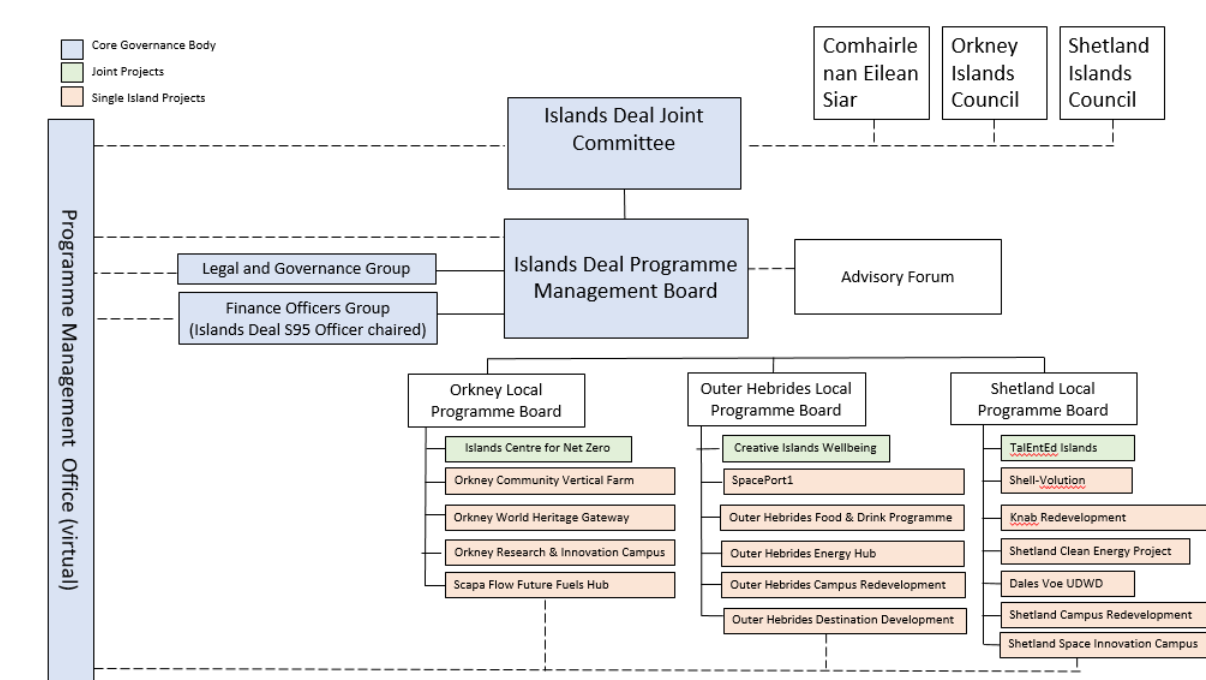 Core Governance Body
Joint Projects
Single Island Projects
Comhairle
nan Eilean
Siar
Orkney
Islands
Council
Shetland
Islands
Council
Islands Deal Joint
Committee
Programme Management Office (virtual)
Legal and Governance Group
Finance Officers Group
(Islands Deal S95 Officer chaired)
Islands Deal Programme
Management Board
Advisory Forum
Orkney Local
Programme Board
Islands Centre for Net Zero
Orkney Community Vertical Farm
Orkney World Heritage Gateway
Orkney Research & Innovation Campus
Scapa Flow Future Fuels Hub
Outer Hebrides Local
Programme Board
Creative Islands Wellbeing
SpacePort1
Outer Hebrides Food & Drink Programme
Outer Hebrides Energy Hub
Outer Hebrides Campus Redevelopment
Outer Hebrides Destination Development
Shetland Local
Programme Board
TalEntEd Islands
Shell-Volution
Knab Redevelopment
Shetland Clean Energy Project
Dales Voe UDWD
Shetland Campus Redevelopment
Shetland Space Innovation Campus